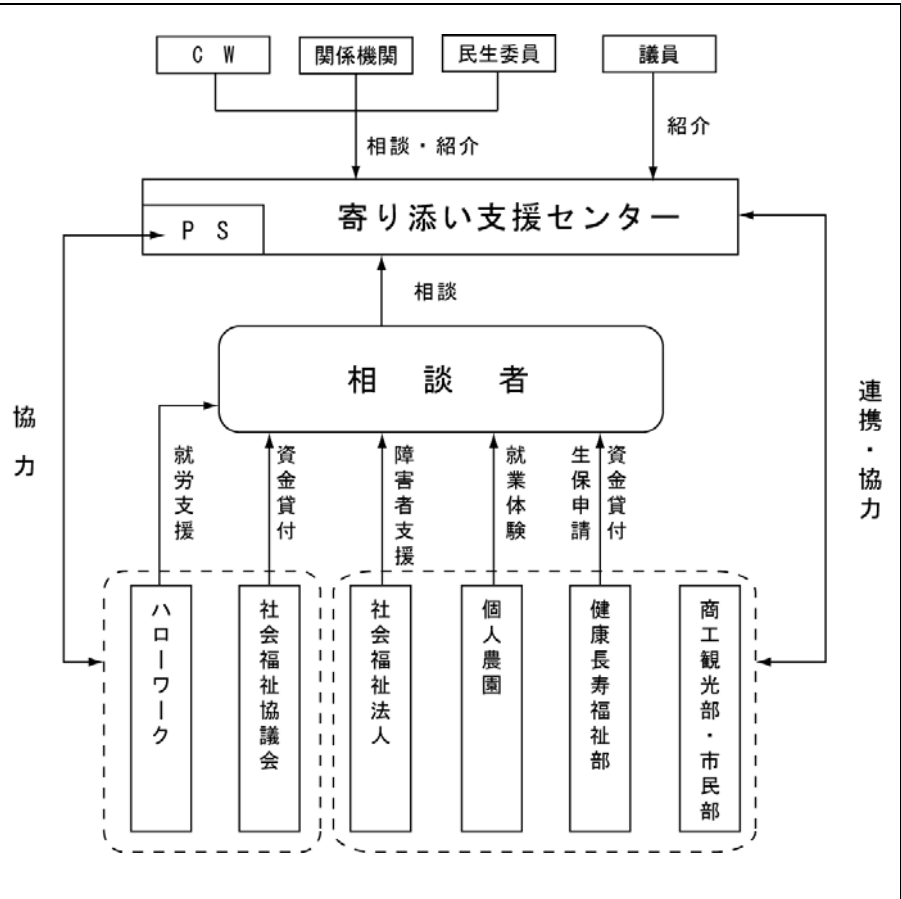 CW
関係機関
民生委員
議員
相談・紹介
紹介
寄り添い支援センター
PS
相談
相談者
協力
連携・協力
就労支援
資金貸付
障害者支援
就業体験
生保申請
資金貸付
ハローワーク
社会福祉協議会
社会福祉法人
個人農園
健康長寿福祉部
商工観光部・市民部